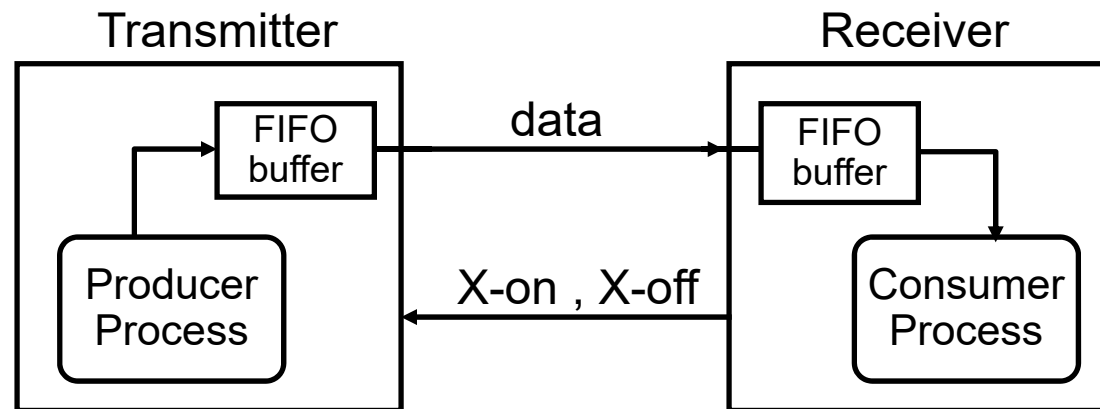 Transmitter
Receiver
FIFO
buffer
data
FIFO
buffer
Producer
Process
X-on , X-off
Consumer
Process